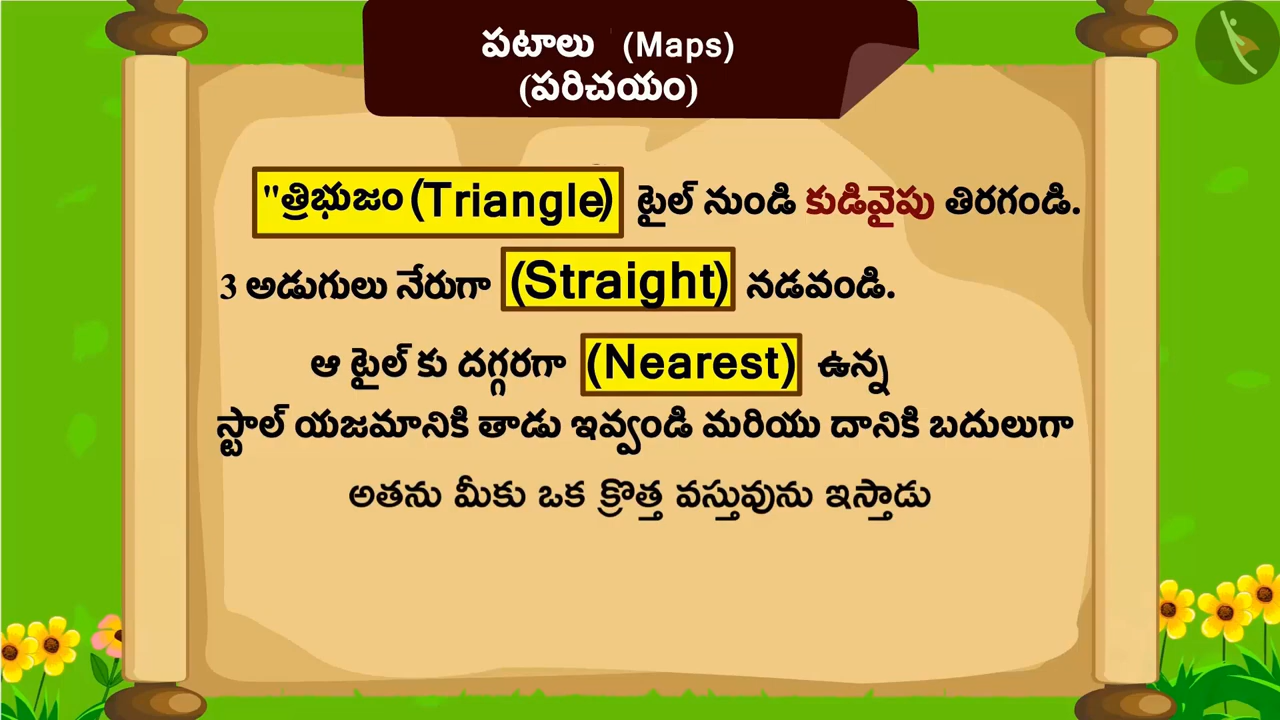 పటాలు (Maps)
(పరిచయం)
"త్రిభుజం (Triangle) టైల్ నుండి కుడివైపు తిరగండి.
3 అడుగులు నేరుగా (Straight) నడవండి.
ఆ టైల్ కు దగ్గరగా (Nearest) ఉన్న
స్టాల్ యజమానికి తాడు ఇవ్వండి మరియు దానికి బదులుగా
అతను మీకు ఒక క్రొత్త వస్తువును ఇస్తాడు